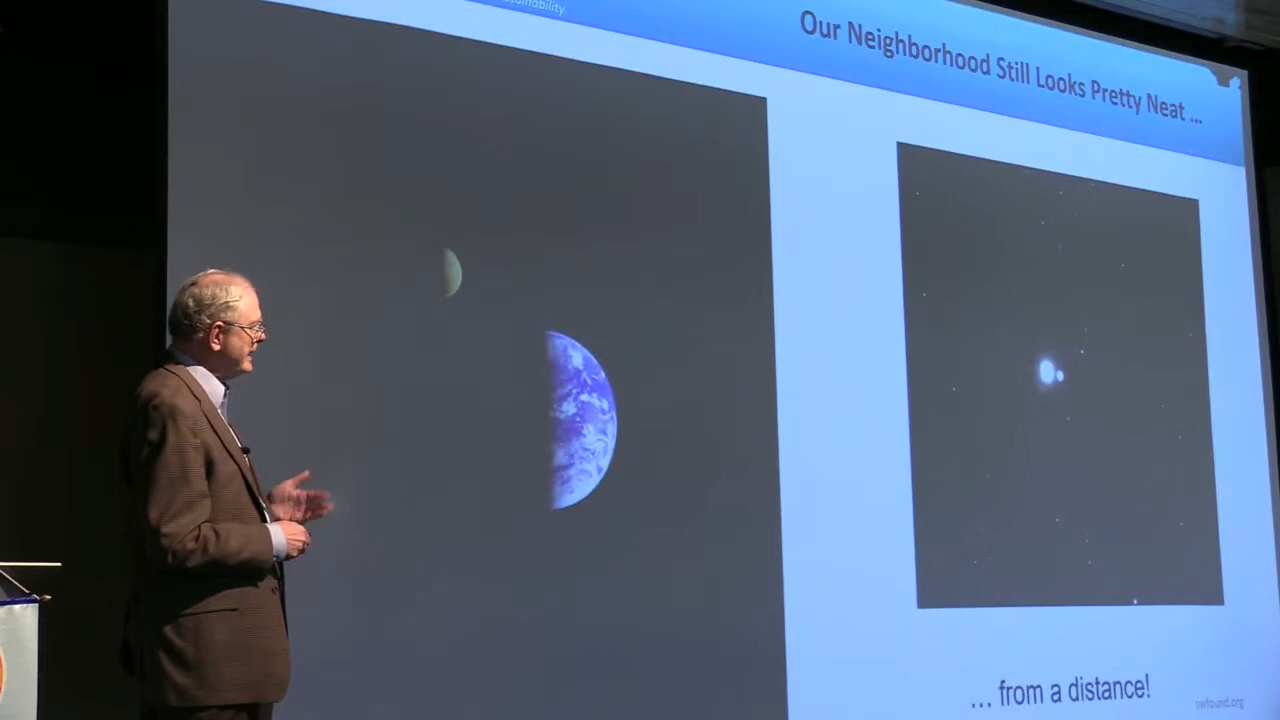 Our Neighborhood Still Looks Pretty Neat ...
... from a distance!
swfound.org